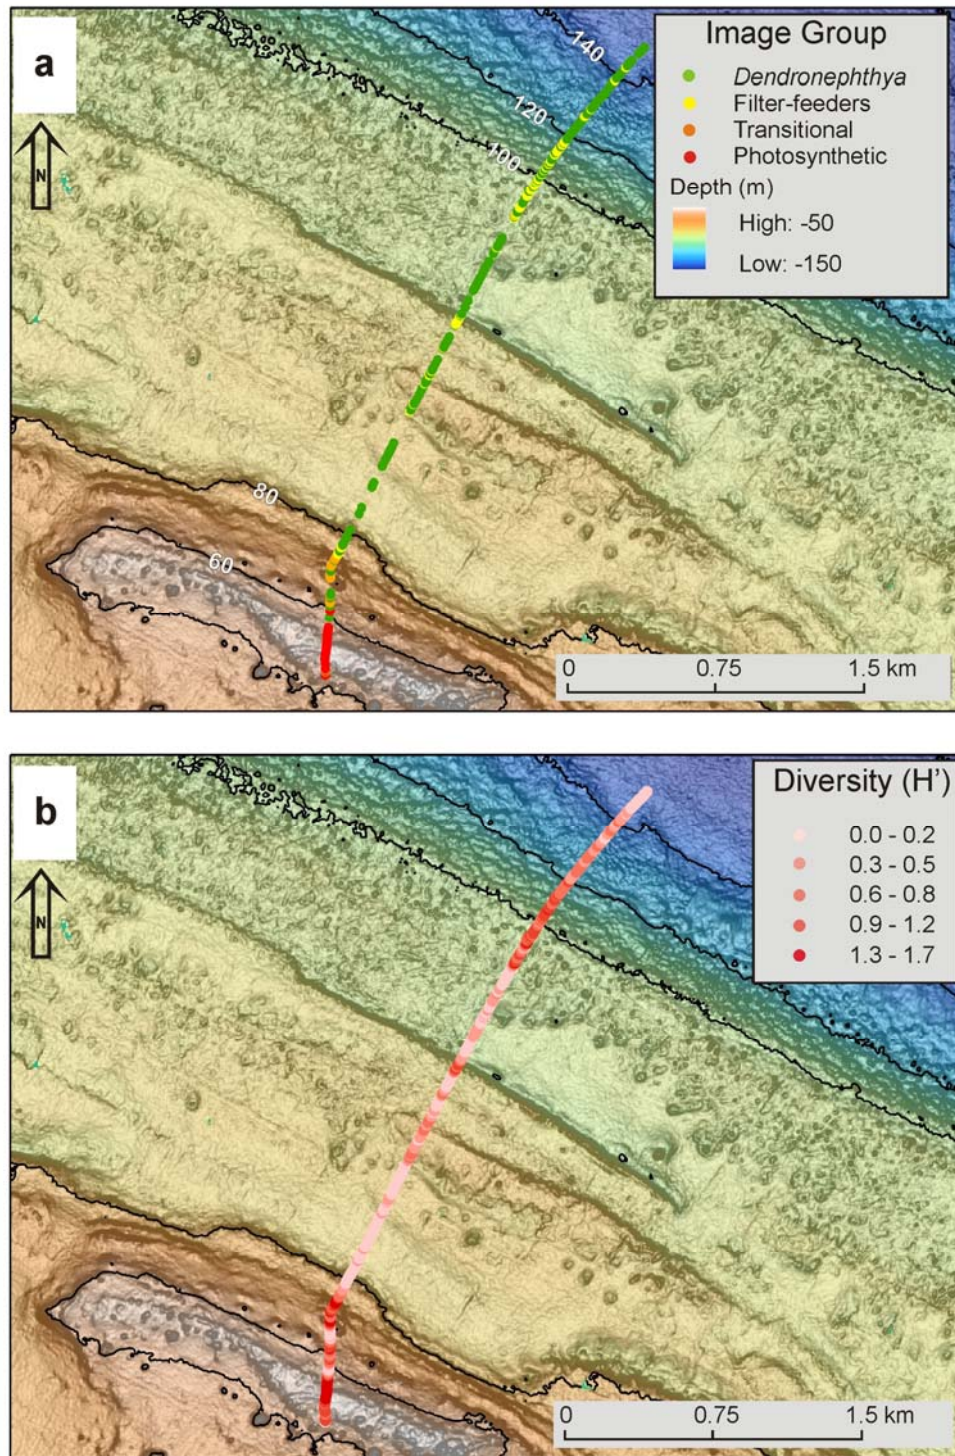 a
N
140
120
100
80
60
Image Group
Dendronephthya
Filter-feeders
Transitional
Photosynthetic
Depth (m)
High: -50
Low: -150
0 0.75 1.5 km
b
N
Diversity (H')
0.0 - 0.2
0.3 - 0.5
0.6 - 0.8
0.9 - 1.2
1.3 - 1.7
0 0.75 1.5 km